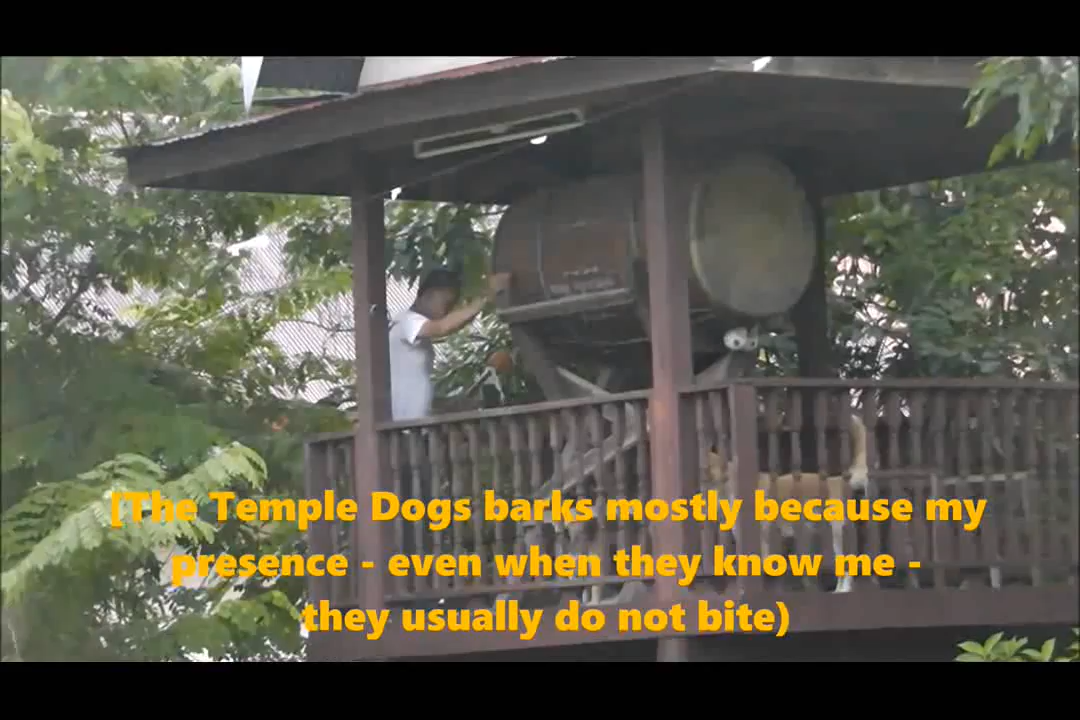 [The Temple Dogs barks mostly because my
presence - even when they know me -
they usually do not bite)